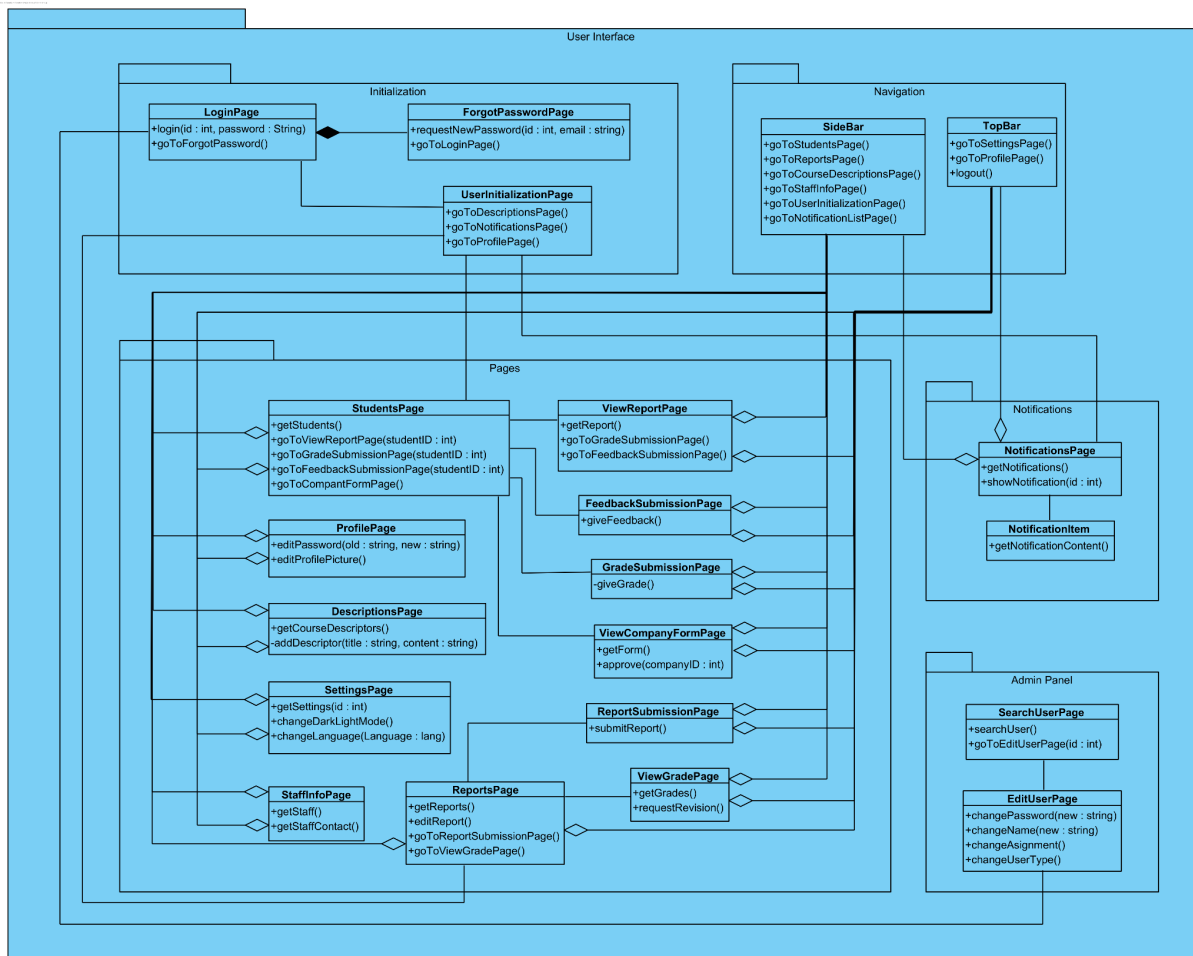 User Interface
Initialization
LoginPage
+login(id : int, password : String)
+goToForgotPassword()
ForgotPasswordPage
+requestNewPassword(id : int, email : string)
+goToLoginPage()
UserInitializationPage
+goToDescriptionsPage()
+goToNotificationsPage()
+goToProfilePage()
Navigation
SideBar
+goToStudentsPage()
+goToReportsPage()
+goToCourseDescriptionsPage()
+goToStaffInfoPage()
+goToUserInitializationPage()
+goToNotificationListPage()
TopBar
+goToSettingsPage()
+goToProfilePage()
+logout()
Pages
StudentsPage
+getStudents()
+goToViewReportPage(studentID : int)
+goToGradeSubmissionPage(studentID : int)
+goToFeedbackSubmissionPage(studentID : int)
+goToCompantFormPage()
ViewReportPage
+getReport()
+goToGradeSubmissionPage()
+goToFeedbackSubmissionPage()
FeedbackSubmissionPage
+giveFeedback()
ProfilePage
+editPassword(old : string, new : string)
+editProfilePicture()
GradeSubmissionPage
-giveGrade()
DescriptionsPage
+getCourseDescriptors()
-addDescriptor(title : string, content : string)
ViewCompanyFormPage
+getForm()
+approve(companyID : int)
SettingsPage
+getSettings(id : int)
+changeDarkLightMode()
+changeLanguage(Language : lang)
ReportSubmissionPage
+submitReport()
StaffInfoPage
+getStaff()
+getStaffContact()
ReportsPage
+getReports()
+editReport()
+goToReportSubmissionPage()
+goToViewGradePage()
ViewGradePage
+getGrades()
+requestRevision()
Notifications
NotificationsPage
+getNotifications()
+showNotification(id : int)
NotificationItem
+getNotificationContent()
Admin Panel
SearchUserPage
+searchUser()
+goToEditUserPage(id : int)
EditUserPage
+changePassword(new : string)
+changeName(new : string)
+changeAsignment()
+changeUserType()